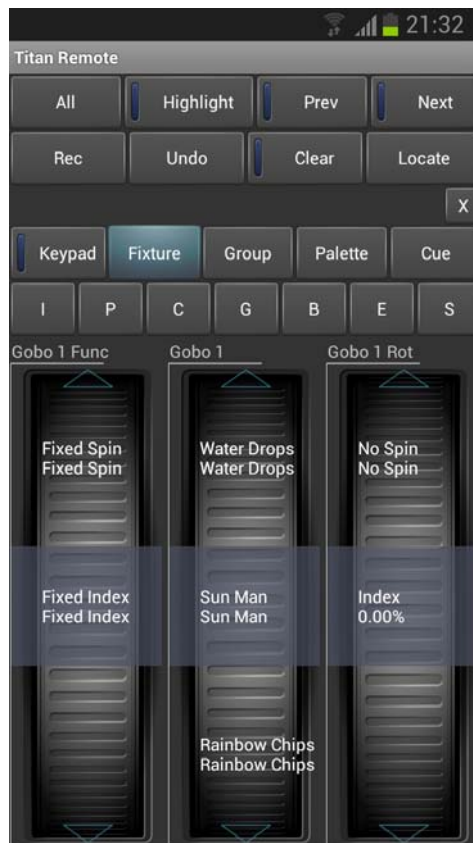 21:32
Titan Remote
All Highlight Prev Next
Rec Undo Clear Locate
X
Keypad Fixture Group Palette Cue
I P C G B E S
Gobo 1 Func Gobo 1 Gobo 1 Rot
Fixed Spin Water Drops No Spin
Fixed Spin Water Drops No Spin
Fixed Index Sun Man Index
Fixed Index Sun Man 0.00%
Rainbow Chips
Rainbow Chips